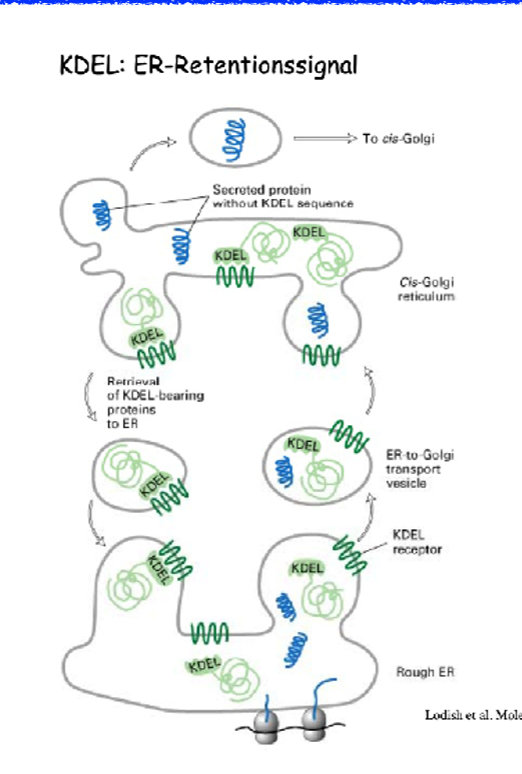 KDEL: ER-Retentionssignal
To cis-Golgi
Secreted protein
without KDEL sequence
KDEL
KDEL
Cis-Golgi
reticulum
KDEL
Retrieval
of KDEL-bearing
proteins
to ER
KDEL
ER-to-Golgi
transport
vesicle
KDEL
KDEL
receptor
KDEL
KDEL
KDEL
Rough ER
Lodish et al. Mole